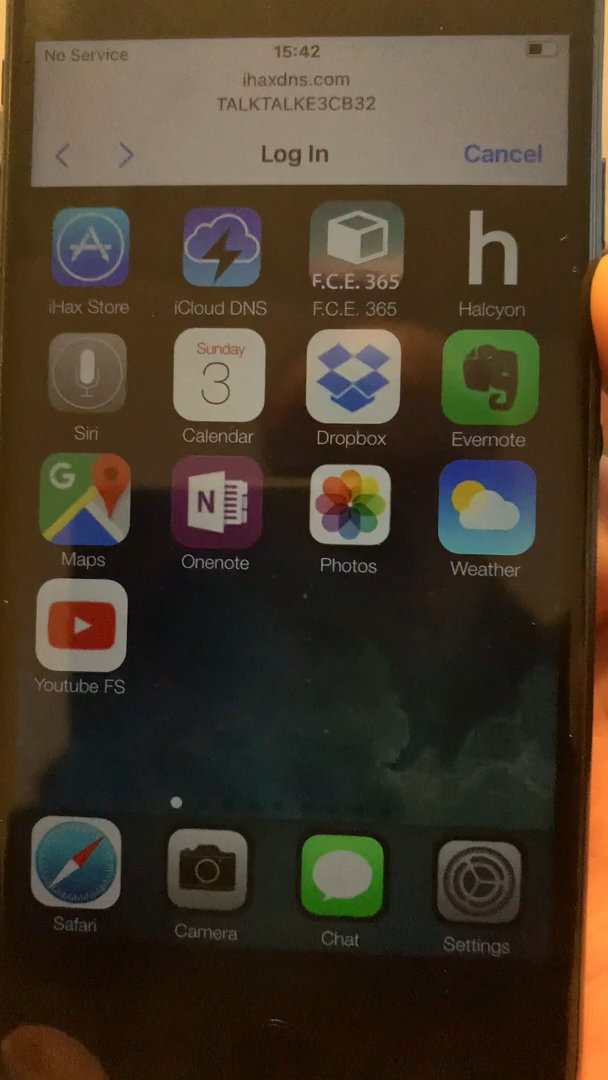 No Service 15:42
ihaxdns.com
TALKTALKE3CB32
Log In Cancel
F.C.E. 365
iHax Store iCloud DNS F.C.E. 365 Halcyon
h
Sunday
3
Siri Calendar Dropbox Evernote
G
N
Maps Onenote Photos Weather
Youtube FS
Safari Camera Chat Settings